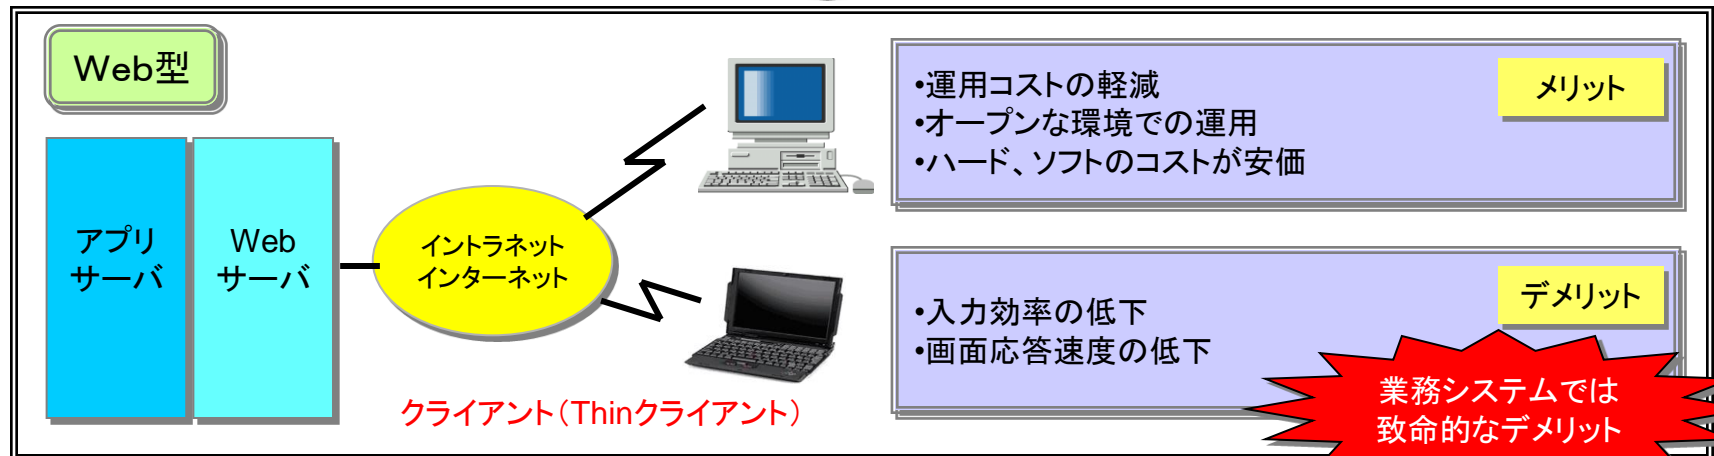 Web型
アプリ
サーバ
Web
サーバ
イントラネット
インターネット
クライアント(Thinクライアント)
メリット
•運用コストの軽減
•オープンな環境での運用
•ハード、ソフトのコストが安価
デメリット
•入力効率の低下
•画面応答速度の低下
業務システムでは
致命的なデメリット